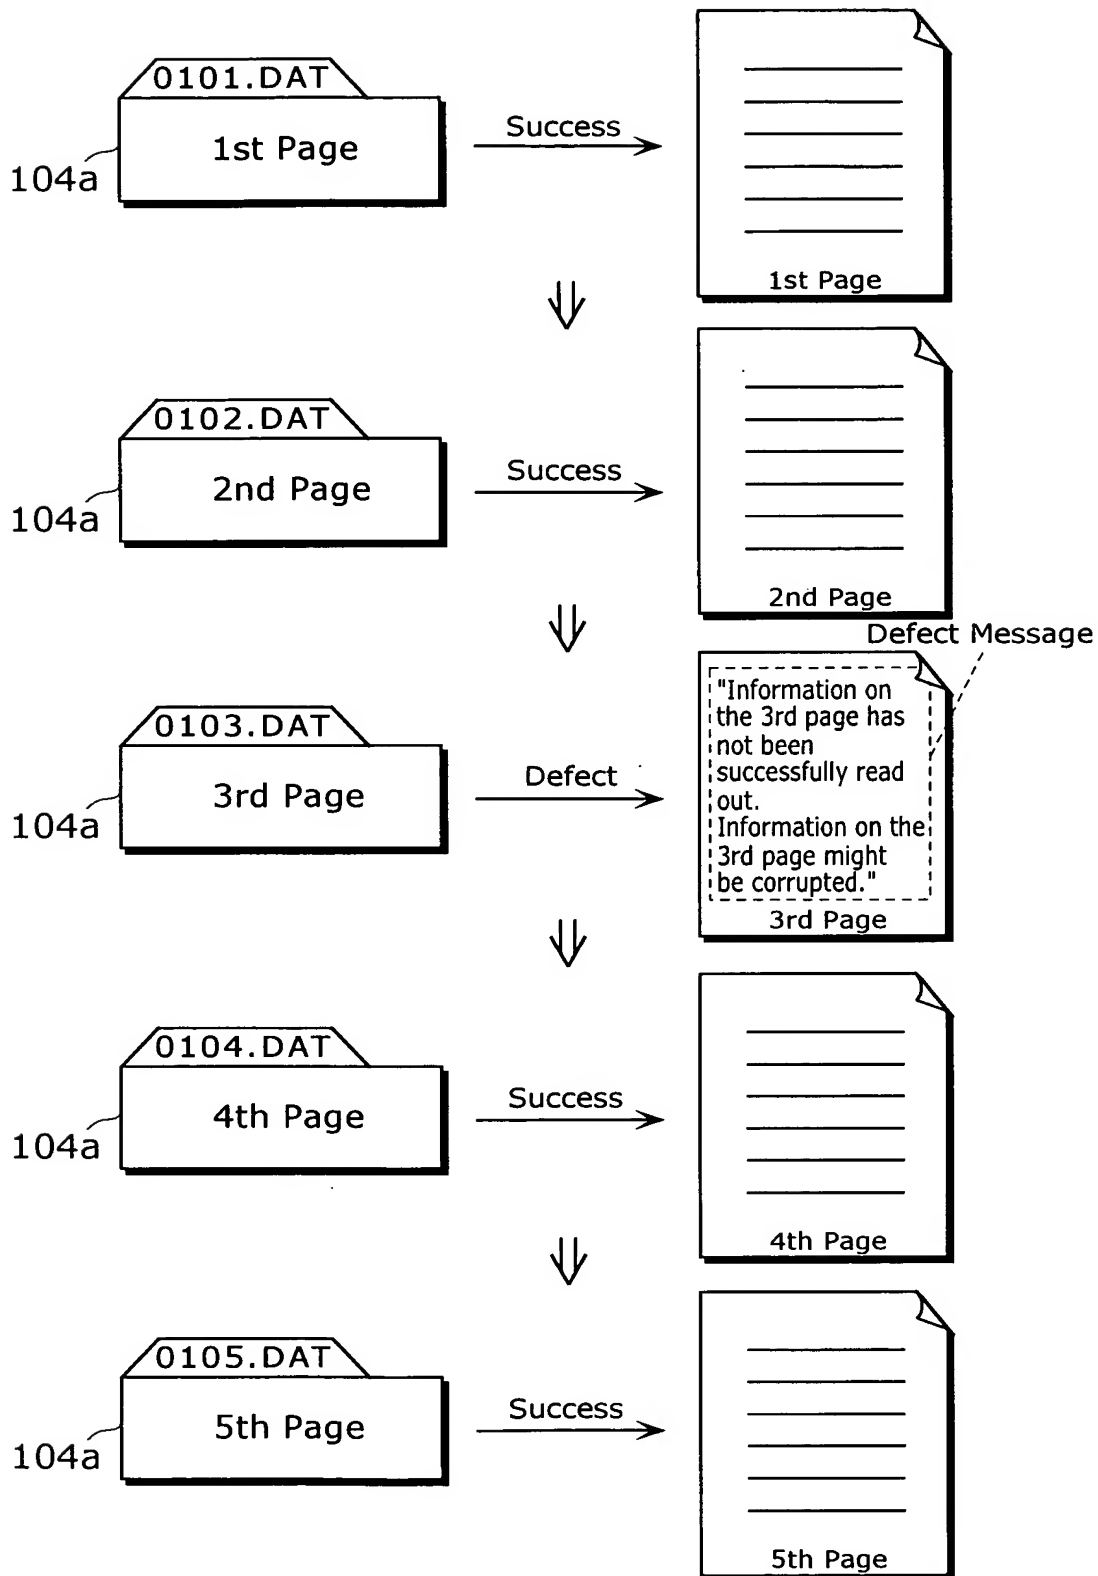 0101.DAT
1st Page
104a
Success
1st Page
0102.DAT
2nd Page
104a
Success
2nd Page
Defect Message
0103.DAT
3rd Page
104a
Defect
"Information on
the 3rd page has
not been
successfully read
out.
Information on the
3rd page might
be corrupted."
3rd Page
0104.DAT
4th Page
104a
Success
4th Page
0105.DAT
5th Page
104a
Success
5th Page